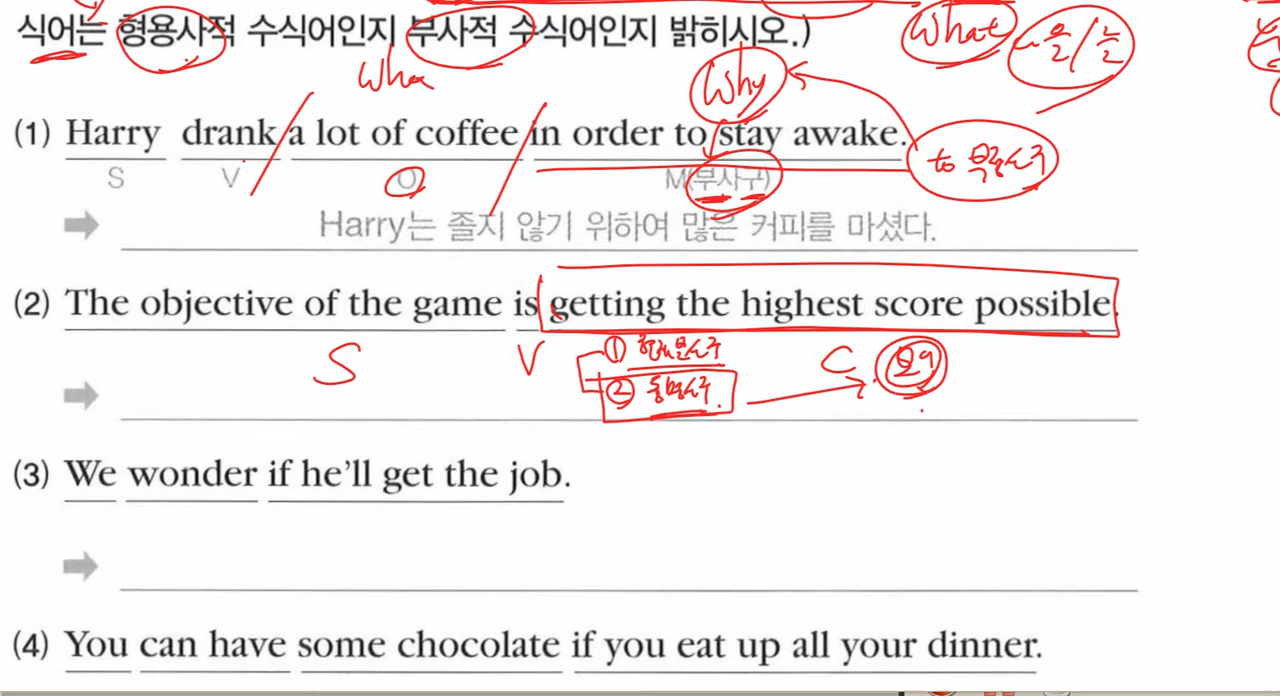 식어는 형용사적 수식어인지 부사적 수식어인지 밝히시오.)
What ~을/를
What
Why
(1) Harry drank a lot of coffee in order to stay awake.
S V O M(부사구)
to 부정사구
Harry는 졸지 않기 위하여 많은 커피를 마셨다.
(2) The objective of the game is getting the highest score possible.
S V C 보어
① 현재분사구
② 동명사구
(3) We wonder if he'll get the job.
(4) You can have some chocolate if you eat up all your dinner.